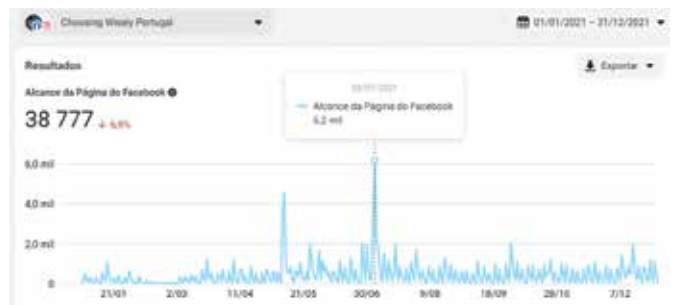 Choosing Wisely Portugal
01/01/2021 – 31/12/2021
Resultados
Exportar
Alcance da Página do Facebook
38 777 ↓ 6,9%
Alcance da Página do Facebook
6,2 mil
6,0 mil
4,0 mil
2,0 mil
0
21/01 2/03 11/04 21/05 30/06 9/08 18/09 28/10 7/12